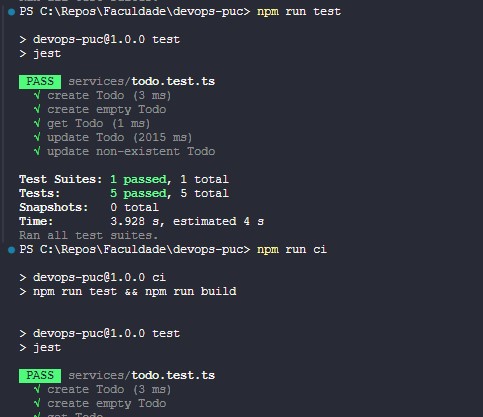 PS C:\Repos\Faculdade\devops-puc> npm run test
> devops-puc@1.0.0 test
> jest
PASS services/todo.test.ts
√ create Todo (3 ms)
√ create empty Todo
√ get Todo (1 ms)
√ update Todo (2015 ms)
√ update non-existent Todo
Test Suites: 1 passed, 1 total
Tests: 5 passed, 5 total
Snapshots: 0 total
Time: 3.928 s, estimated 4 s
Ran all test suites.
PS C:\Repos\Faculdade\devops-puc> npm run ci
> devops-puc@1.0.0 ci
> npm run test && npm run build
> devops-puc@1.0.0 test
> jest
PASS services/todo.test.ts
√ create Todo (3 ms)
√ create empty Todo
√ get Todo